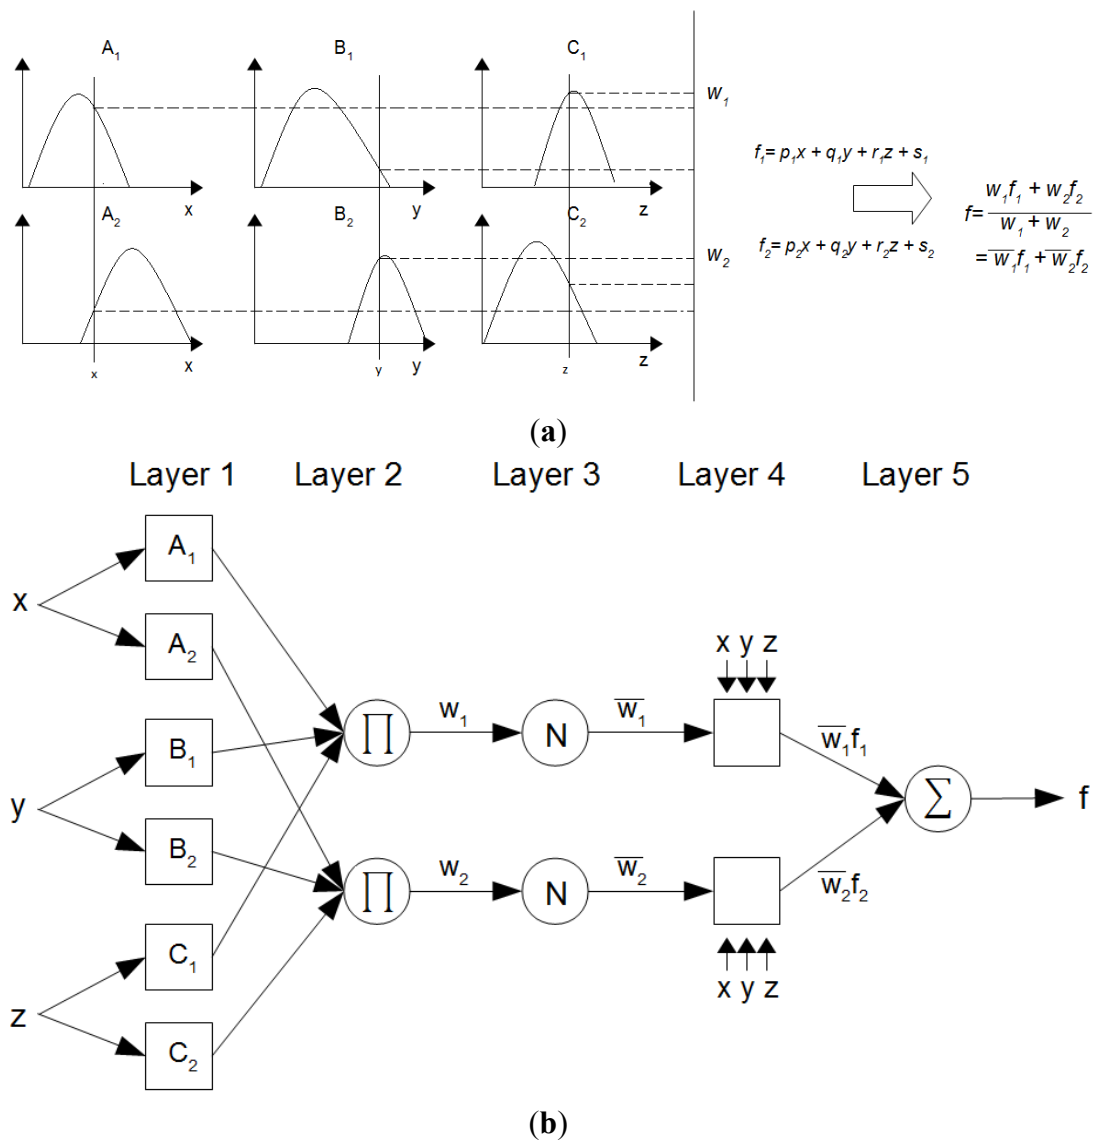 A₁ B₁ C₁
w₁
f₁= p₁x + q₁y + r₁z + s₁
x y z
f= w₁f₁ + w₂f₂ / w₁ + w₂
= w̅₁f₁ + w̅₂f₂
A₂ B₂ C₂
f₂= p₂x + q₂y + r₂z + s₂
w₂
x y z
x y z
(a)
Layer 1 Layer 2 Layer 3 Layer 4 Layer 5
x
A₁
A₂
y
B₁
B₂
z
C₁
C₂
∏ w₁ N w̅₁
x y z
w̅₁f₁
∏ w₂ N w̅₂
x y z
w̅₂f₂
∑ f
(b)